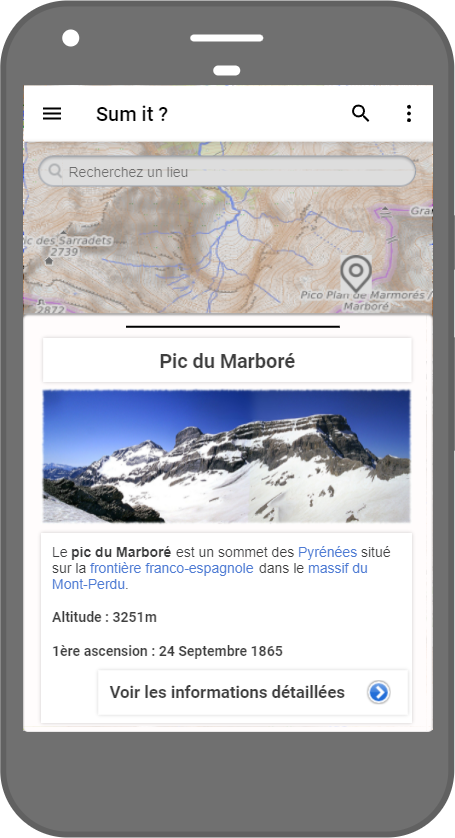 Sum it ?
Recherchez un lieu
Gra
ic des Sarradets
2739
Pico Plan de Marmorés /
Marboré
2872
Pic du Marboré
Le pic du Marboré est un sommet des Pyrénées situé
sur la frontière franco-espagnole dans le massif du
Mont-Perdu.
Altitude : 3251m
1ère ascension : 24 Septembre 1865
Voir les informations détaillées